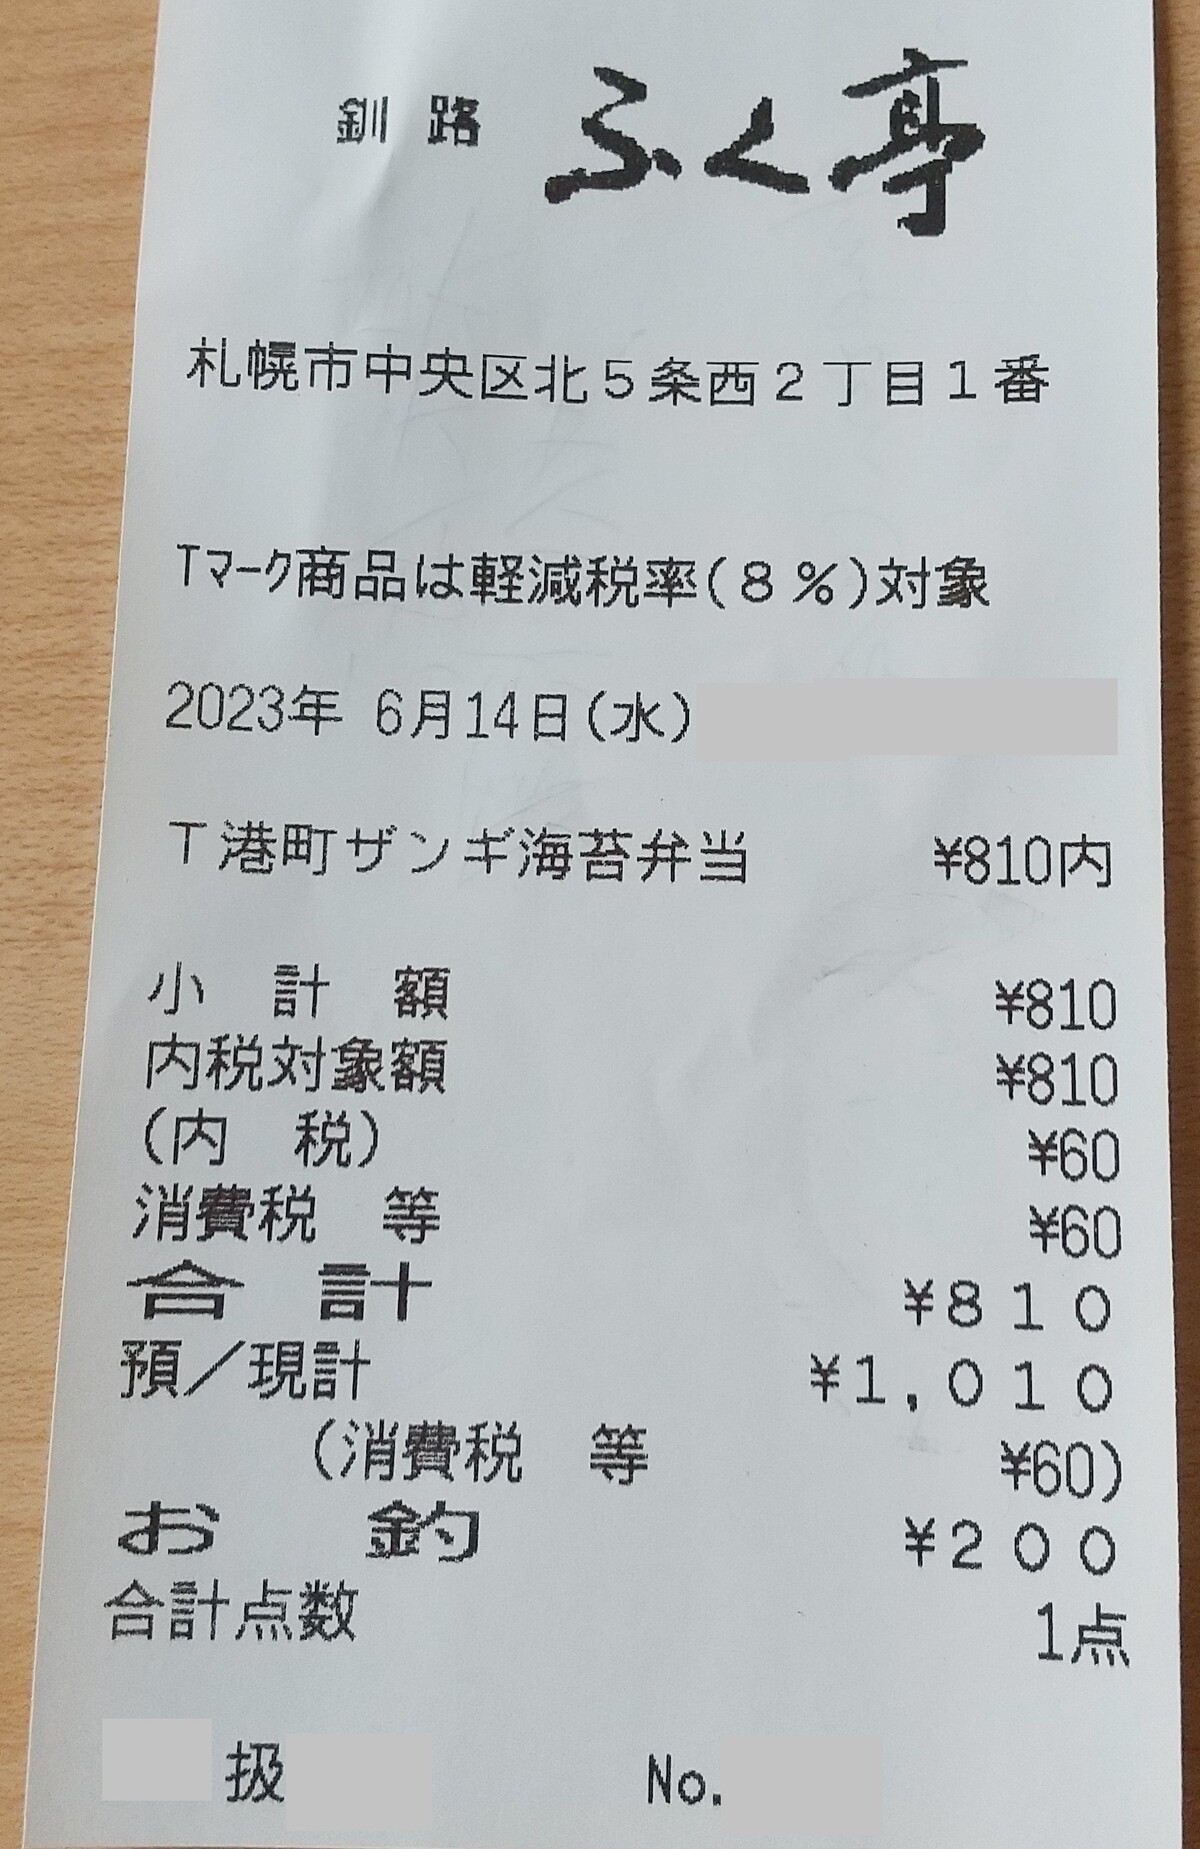 釧路 ふく亭
札幌市中央区北5条西2丁目1番
Tマーク商品は軽減税率(8%)対象
2023年 6月14日(水)
T港町ザンギ海苔弁当 ¥810内
小計額 ¥810
内税対象額 ¥810
(内 税) ¥60
消費税 等 ¥60
合 計 ¥810
預/現計 ¥1,010
(消費税 等 ¥60)
お 釣 ¥200
合計点数 1点
扱 No.